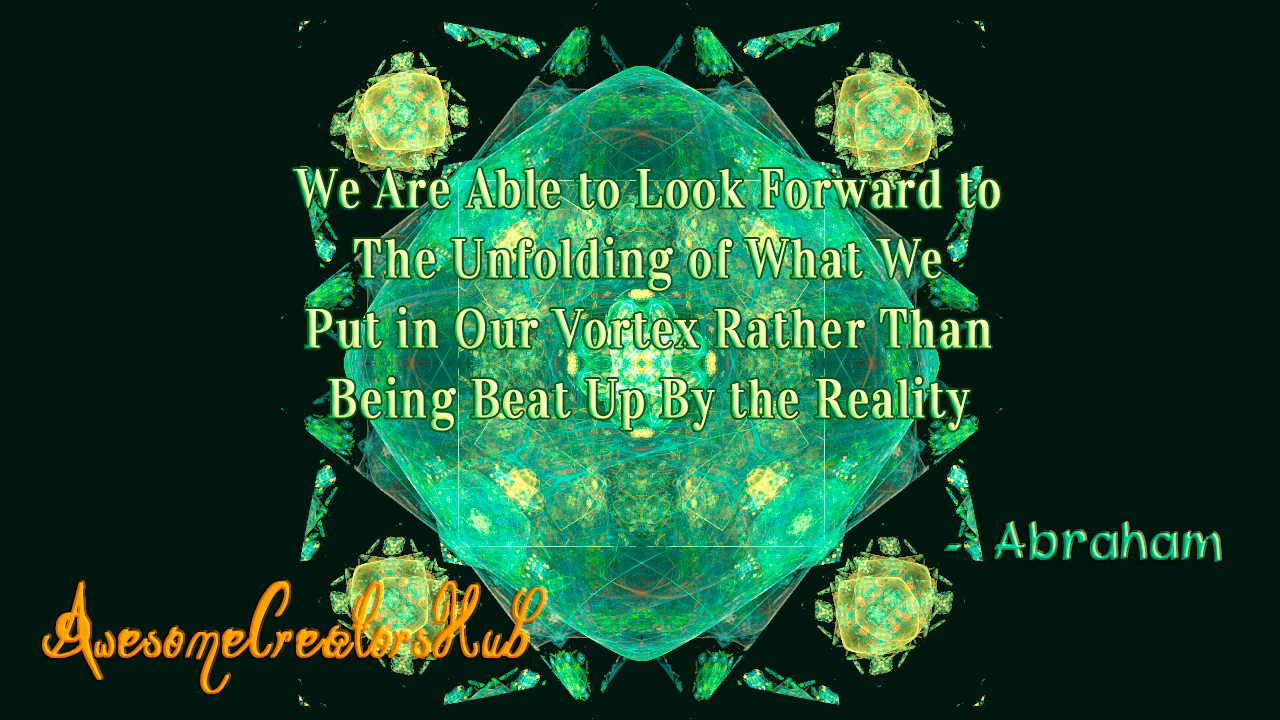 We Are Able to Look Forward to
The Unfolding of What We
Put in Our Vortex Rather Than
Being Beat Up By the Reality
- Abraham
AwesomeCreatorsHub